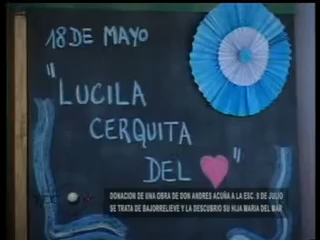 18 DE MAYO
"LUCILA
CERQUITA
DEL "
DONACION DE UNA OBRA DE DON ANDRES ACUÑA A LA ESC. 9 DE JULIO
SE TRATA DE BAJORRELIEVE Y LA DESCUBRIO SU HIJA MARIA DEL MAR